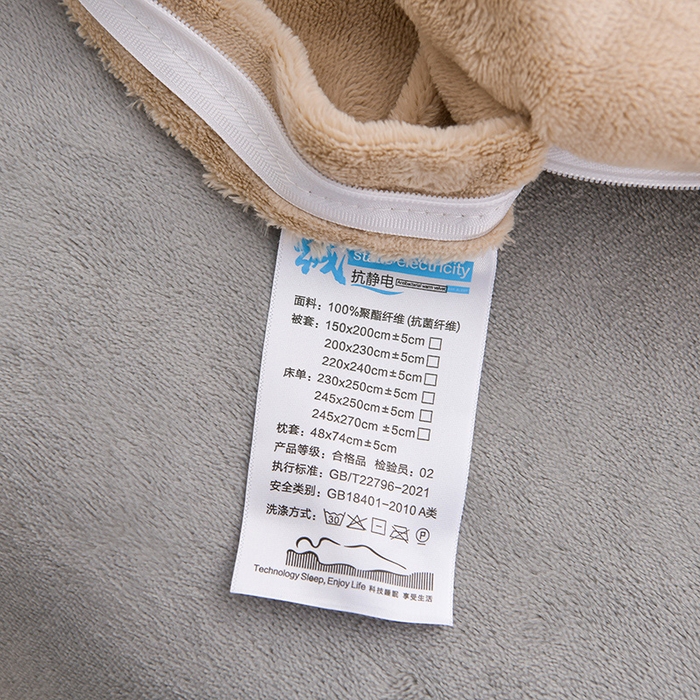 static electricity
抗静电
面料：100%聚酯纤维 (抗菌纤维)
被套：150x200cm±5cm
200x230cm±5cm
220x240cm±5cm
床单：230x250cm±5cm
245x250cm±5cm
245x270 cm±5cm
枕套：48x74cm±5cm
产品等级：合格品 检验员：02
执行标准：GB/T22796-2021
安全类别：GB18401-2010 A类
洗涤方式： 30 P
Technology Sleep, Enjoy Life 科技睡眠 享受生活